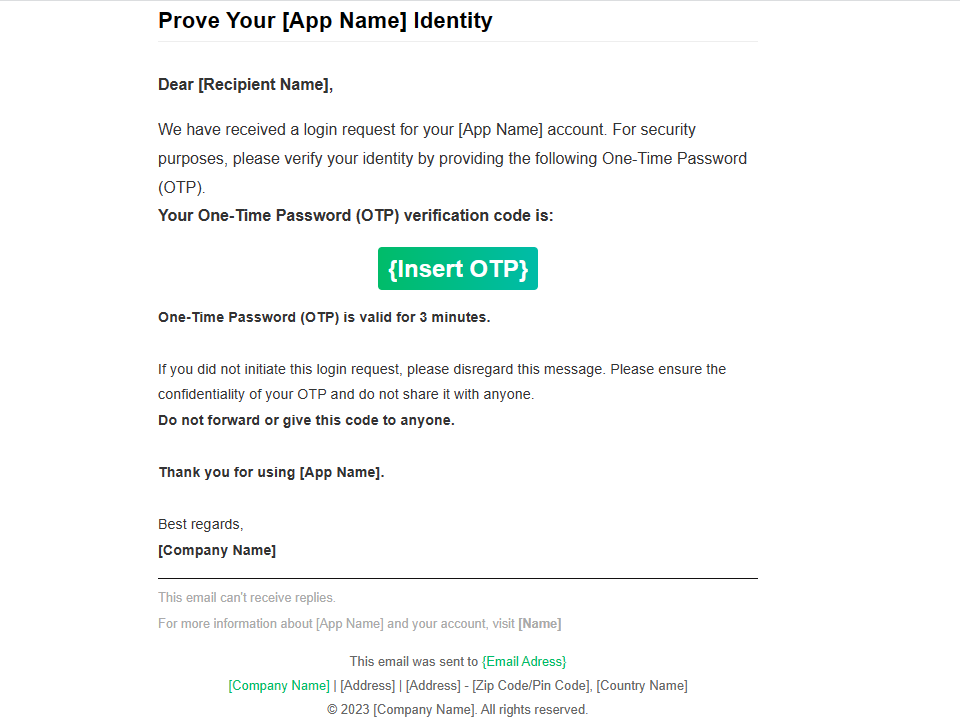 Prove Your [App Name] Identity
Dear [Recipient Name],
We have received a login request for your [App Name] account. For security
purposes, please verify your identity by providing the following One-Time Password
(OTP).
Your One-Time Password (OTP) verification code is:
{Insert OTP}
One-Time Password (OTP) is valid for 3 minutes.
If you did not initiate this login request, please disregard this message. Please ensure the
confidentiality of your OTP and do not share it with anyone.
Do not forward or give this code to anyone.
Thank you for using [App Name].
Best regards,
[Company Name]
This email can't receive replies.
For more information about [App Name] and your account, visit [Name]
This email was sent to {Email Adress}
[Company Name] | [Address] | [Address] - [Zip Code/Pin Code], [Country Name]
© 2023 [Company Name]. All rights reserved.